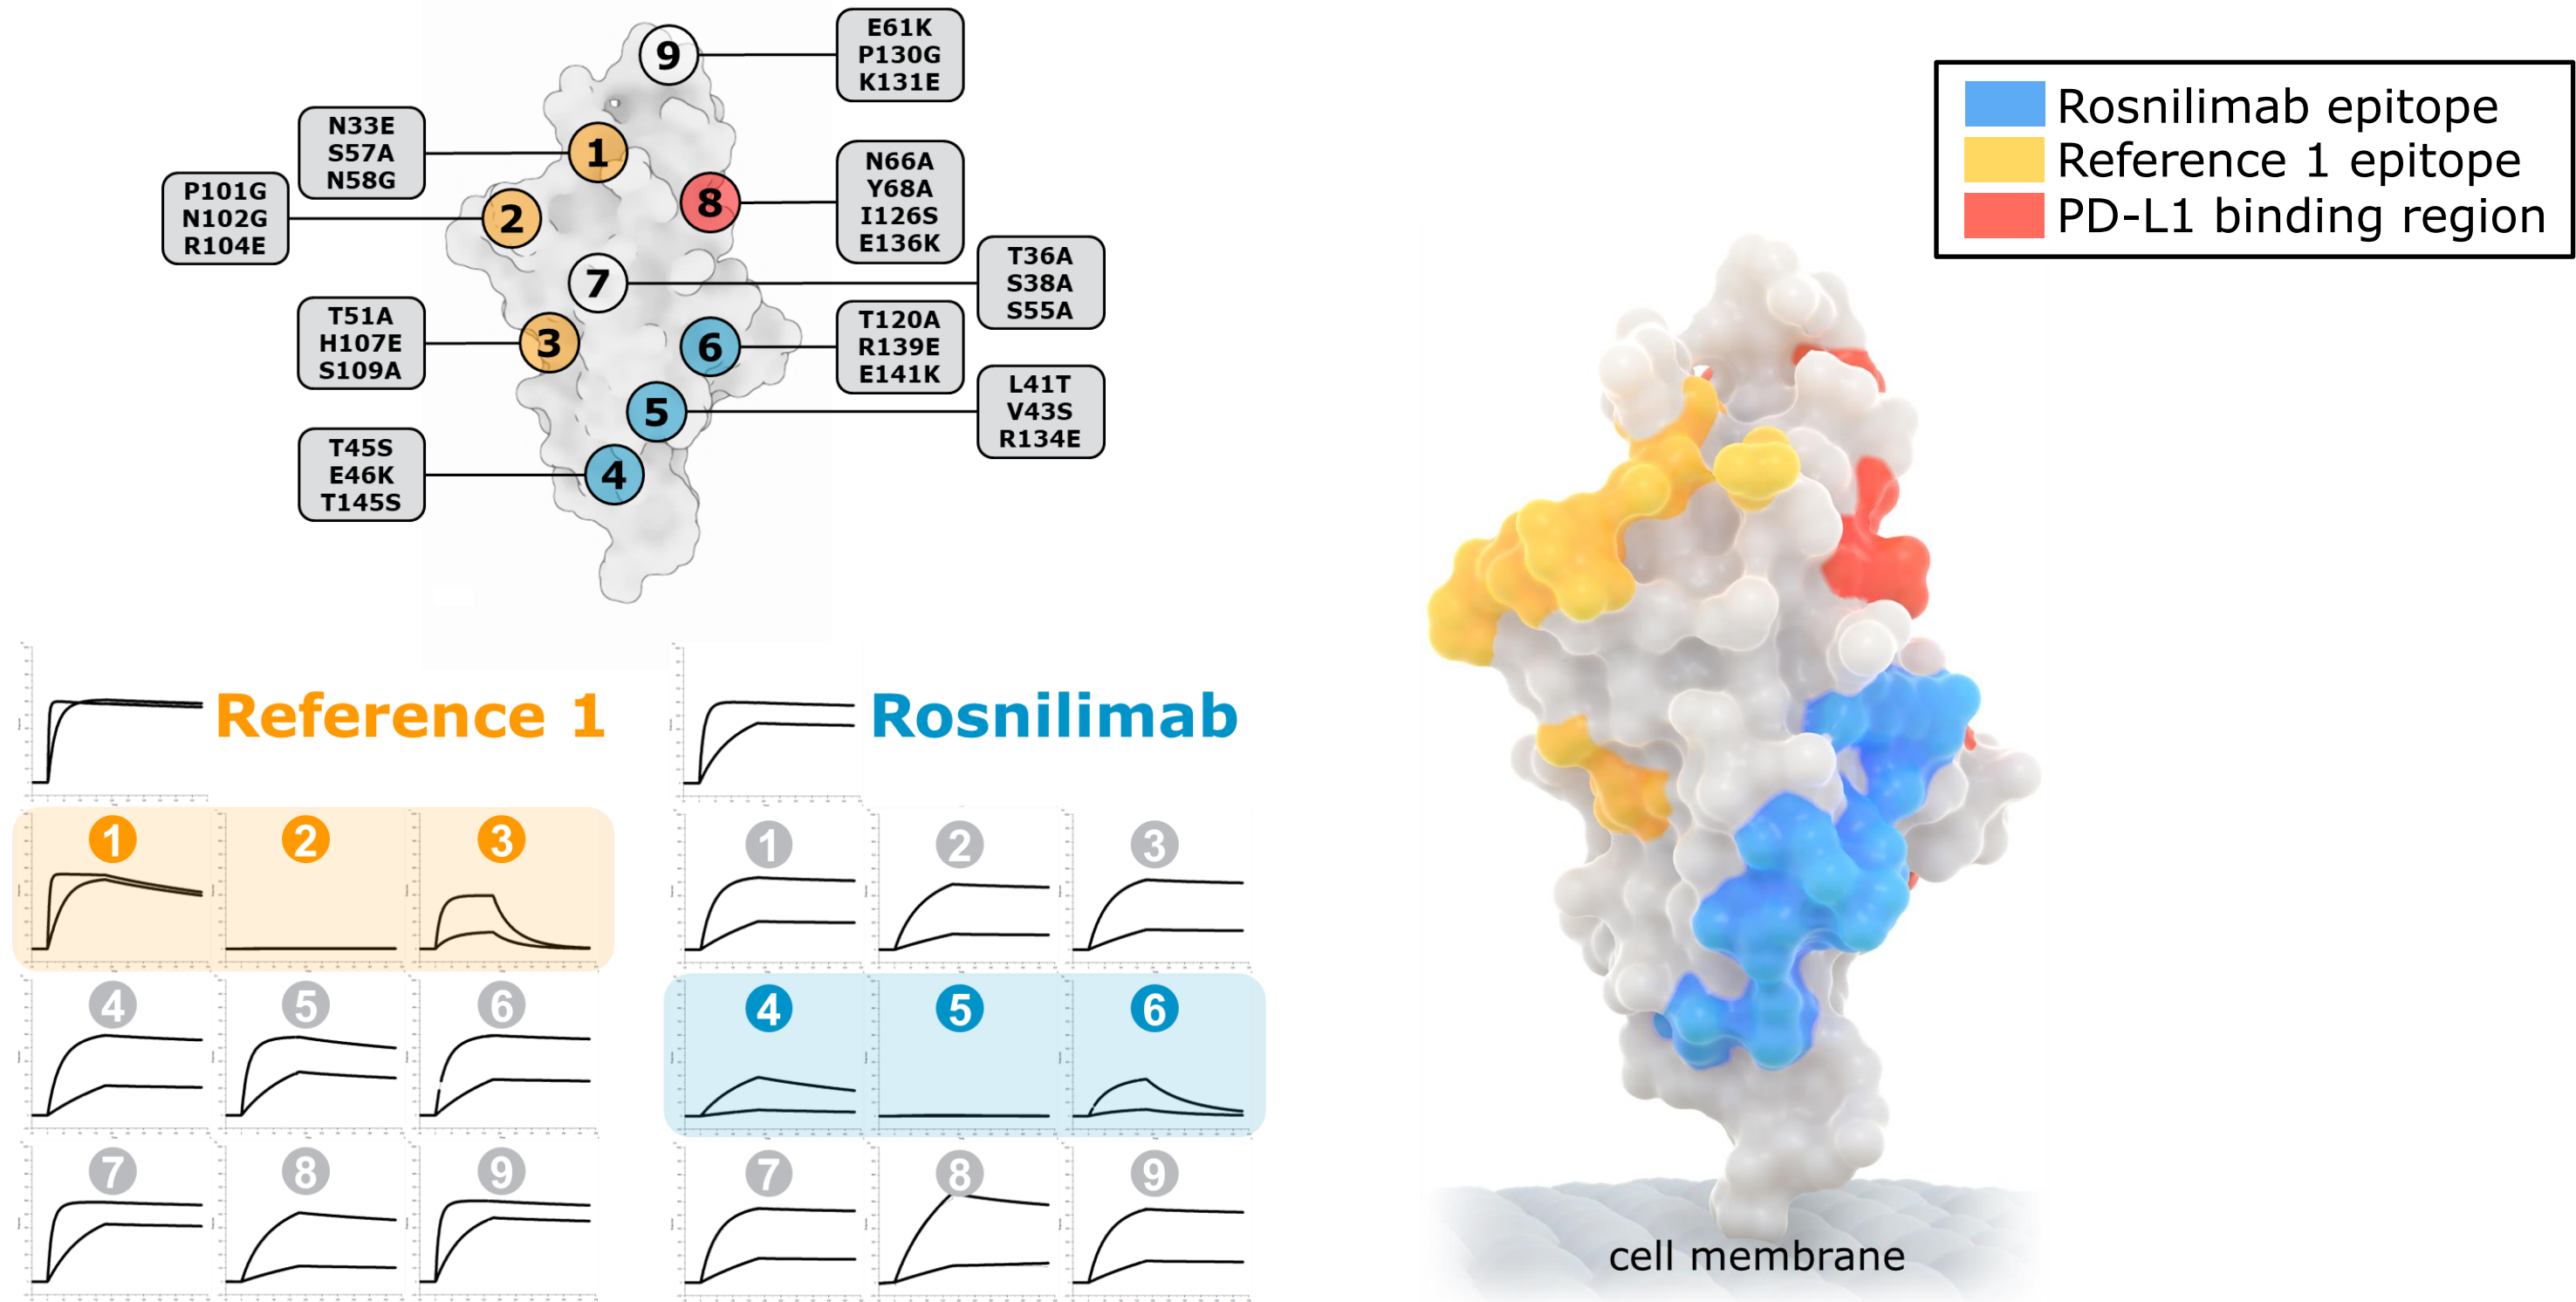 9
E61K
P130G
K131E
N33E
S57A
N58G
1
P101G
N102G
R104E
2
8
N66A
Y68A
I126S
E136K
7
T36A
S38A
S55A
T51A
H107E
S109A
3
6
T120A
R139E
E141K
5
L41T
V43S
R134E
T45S
E46K
T145S
4
Rosnilimab epitope
Reference 1 epitope
PD-L1 binding region
Reference 1
1 2 3
4 5 6
7 8 9
Rosnilimab
1 2 3
4 5 6
7 8 9
cell membrane